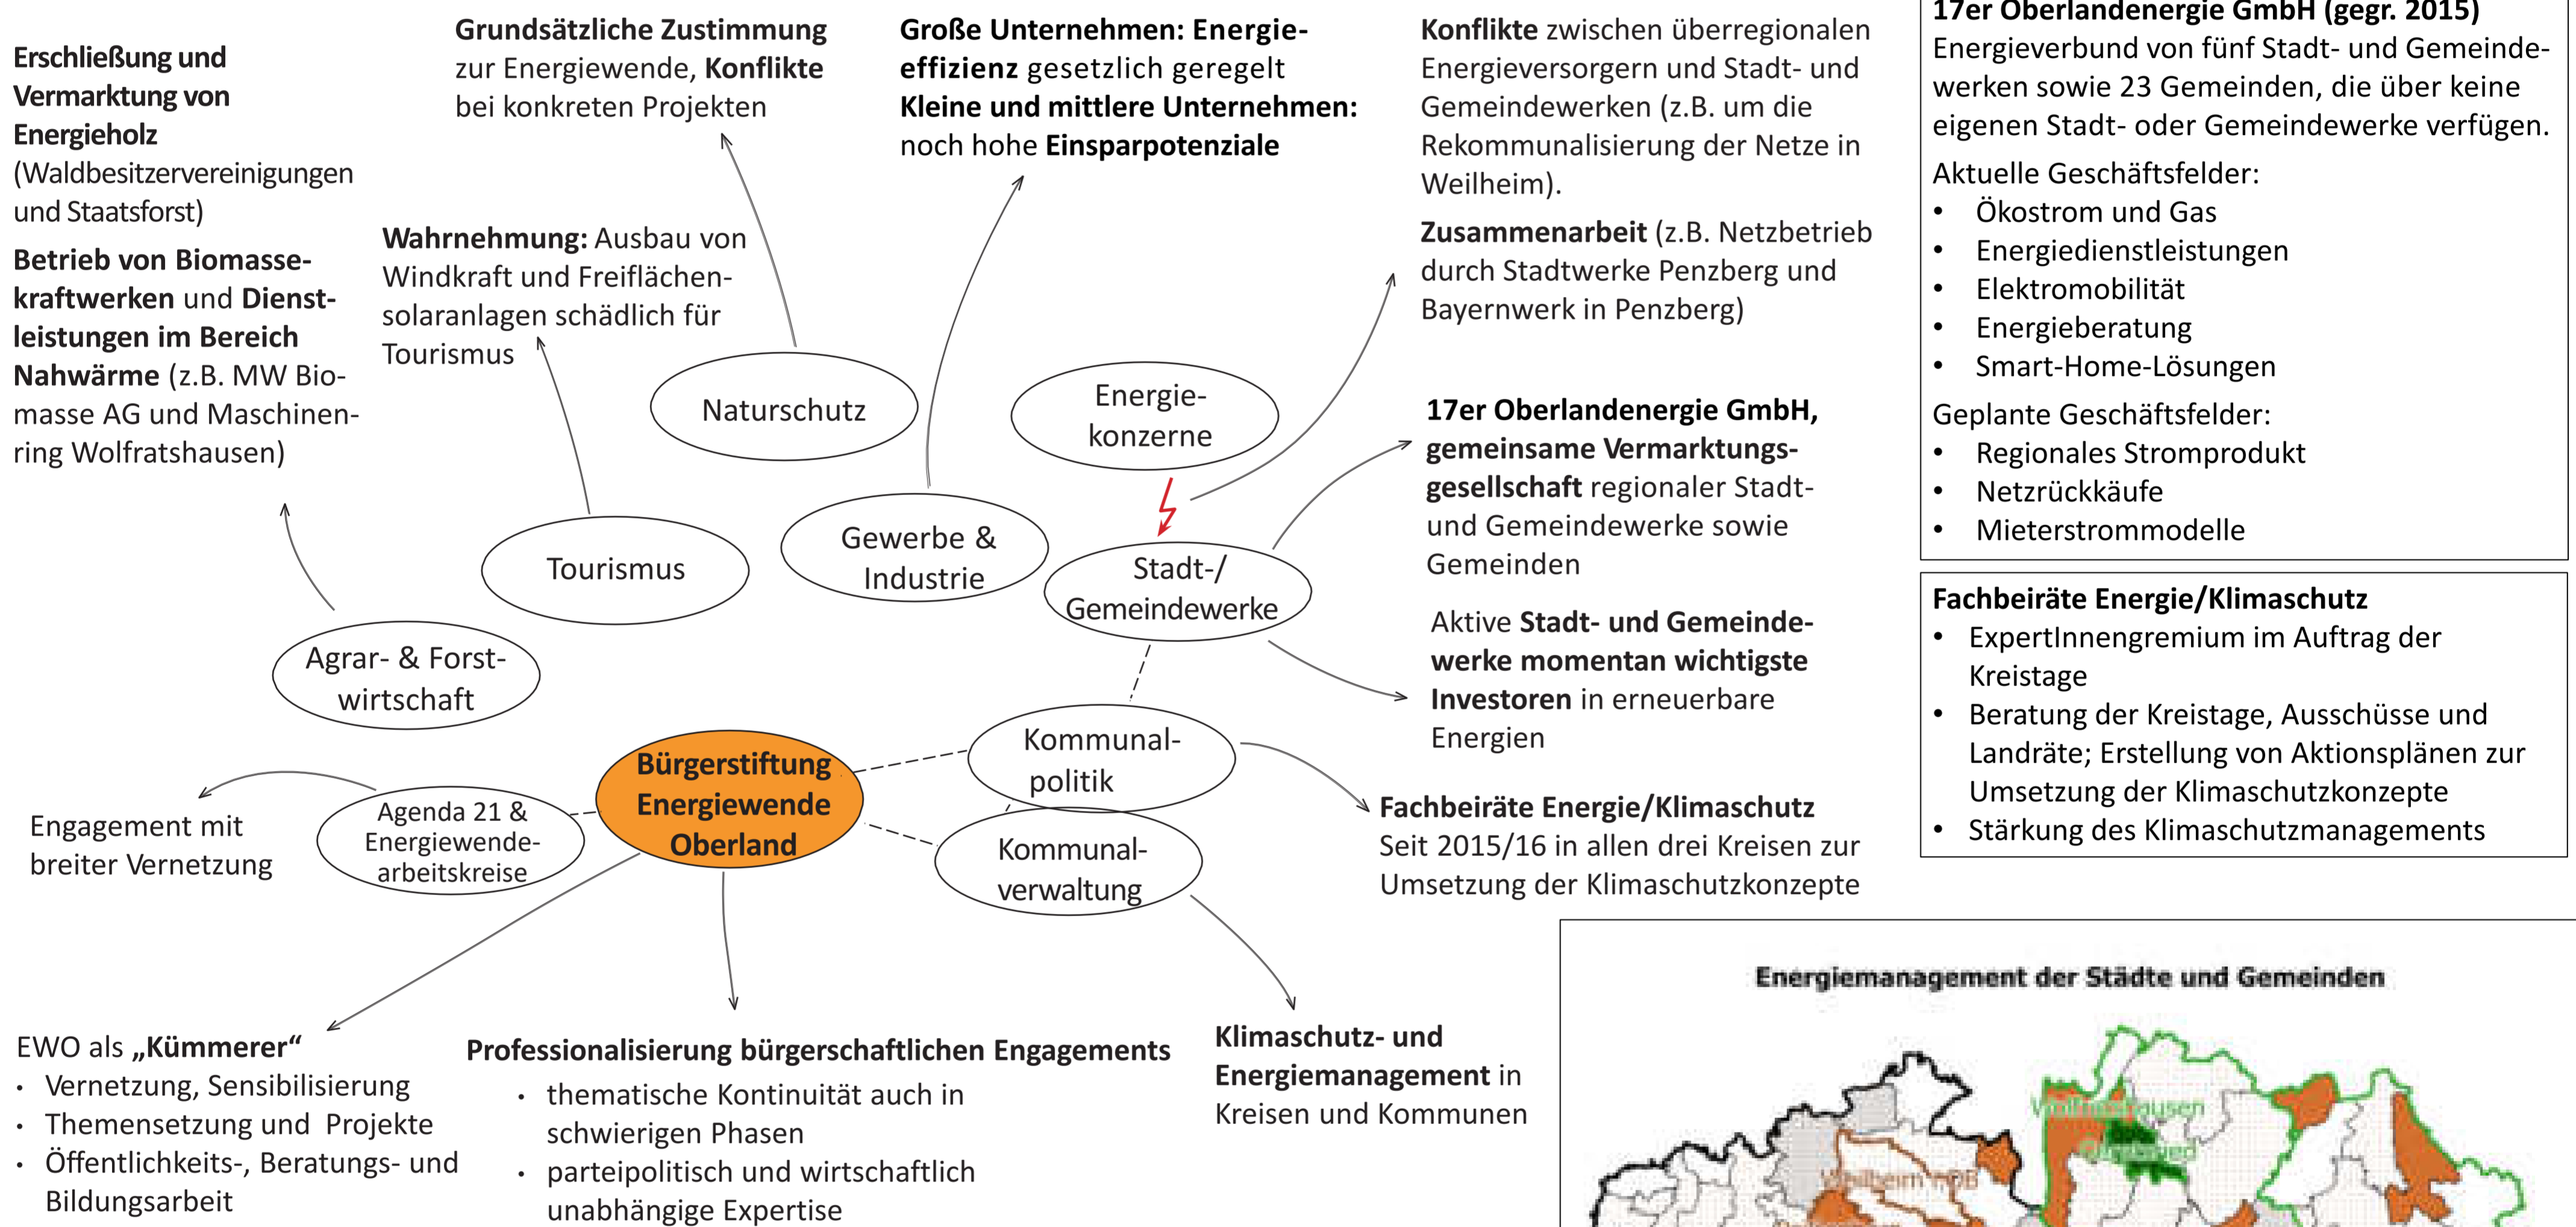 Erschließung und
Vermarktung von
Energieholz
(Waldbesitzervereinigungen
und Staatsforst)
Betrieb von Biomasse-
kraftwerken und Dienst-
leistungen im Bereich
Nahwärme (z.B. MW Bio-
masse AG und Maschinen-
ring Wolfratshausen)
Grundsätzliche Zustimmung
zur Energiewende, Konflikte
bei konkreten Projekten
Wahrnehmung: Ausbau von
Windkraft und Freiflächen-
solaranlagen schädlich für
Tourismus
Große Unternehmen: Energie-
effizienz gesetzlich geregelt
Kleine und mittlere Unternehmen:
noch hohe Einsparpotenziale
Konflikte zwischen überregionalen
Energieversorgern und Stadt- und
Gemeindewerken (z.B. um die
Rekommunalisierung der Netze in
Weilheim).
Zusammenarbeit (z.B. Netzbetrieb
durch Stadtwerke Penzberg und
Bayernwerk in Penzberg)
17er Oberlandenergie GmbH,
gemeinsame Vermarktungs-
gesellschaft regionaler Stadt-
und Gemeindewerke sowie
Gemeinden
Aktive Stadt- und Gemeinde-
werke momentan wichtigste
Investoren in erneuerbare
Energien
Fachbeiräte Energie/Klimaschutz
Seit 2015/16 in allen drei Kreisen zur
Umsetzung der Klimaschutzkonzepte
Naturschutz
Energie-
konzerne
Gewerbe &
Industrie
Tourismus
Stadt-/
Gemeindewerke
Agrar- & Forst-
wirtschaft
Kommunal-
politik
Bürgerstiftung
Energiewende
Oberland
Agenda 21 &
Energiewende-
arbeitskreise
Kommunal-
verwaltung
Engagement mit
breiter Vernetzung
EWO als „Kümmerer“
• Vernetzung, Sensibilisierung
• Themensetzung und Projekte
• Öffentlichkeits-, Beratungs- und
Bildungsarbeit
Professionalisierung bürgerschaftlichen Engagements
• thematische Kontinuität auch in
schwierigen Phasen
• parteipolitisch und wirtschaftlich
unabhängige Expertise
Klimaschutz- und
Energiemanagement in
Kreisen und Kommunen
17er Oberlandenergie GmbH (gegr. 2015)
Energieverbund von fünf Stadt- und Gemeinde-
werken sowie 23 Gemeinden, die über keine
eigenen Stadt- oder Gemeindewerke verfügen.
Aktuelle Geschäftsfelder:
• Ökostrom und Gas
• Energiedienstleistungen
• Elektromobilität
• Energieberatung
• Smart-Home-Lösungen
Geplante Geschäftsfelder:
• Regionales Stromprodukt
• Netzrückkäufe
• Mieterstrommodelle
Fachbeiräte Energie/Klimaschutz
• ExpertInnengremium im Auftrag der
Kreistage
• Beratung der Kreistage, Ausschüsse und
Landräte; Erstellung von Aktionsplänen zur
Umsetzung der Klimaschutzkonzepte
• Stärkung des Klimaschutzmanagements
Energiemanagement der Städte und Gemeinden
Wolfratshausen
Weilheim i.OB